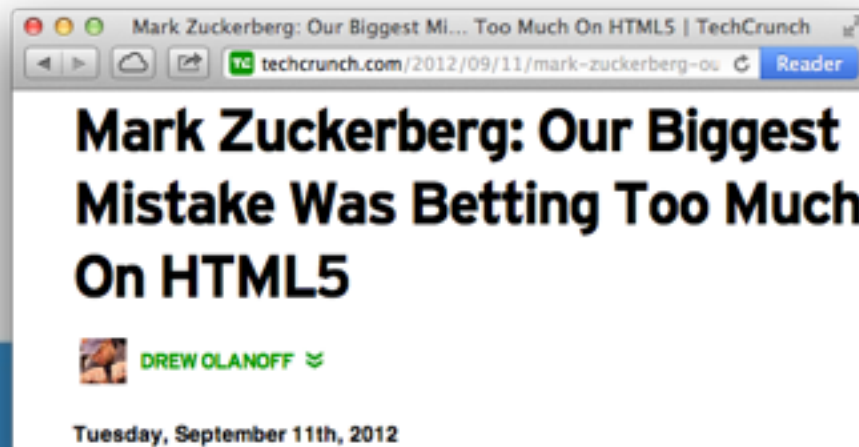 Mark Zuckerberg: Our Biggest Mi... Too Much On HTML5 | TechCrunch
techcrunch.com/2012/09/11/mark-zuckerberg-ou
Reader
Mark Zuckerberg: Our Biggest
Mistake Was Betting Too Much
On HTML5
DREW OLANOFF
Tuesday, September 11th, 2012